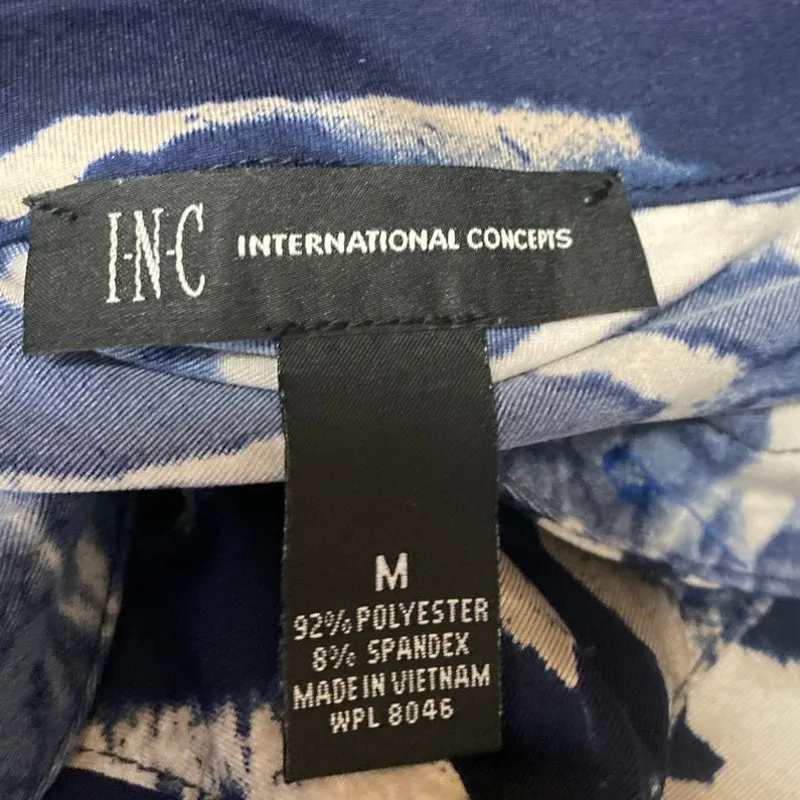 I-N-C INTERNATIONAL CONCEPTS
M
92% POLYESTER
8% SPANDEX
MADE IN VIETNAM
WPL 8046